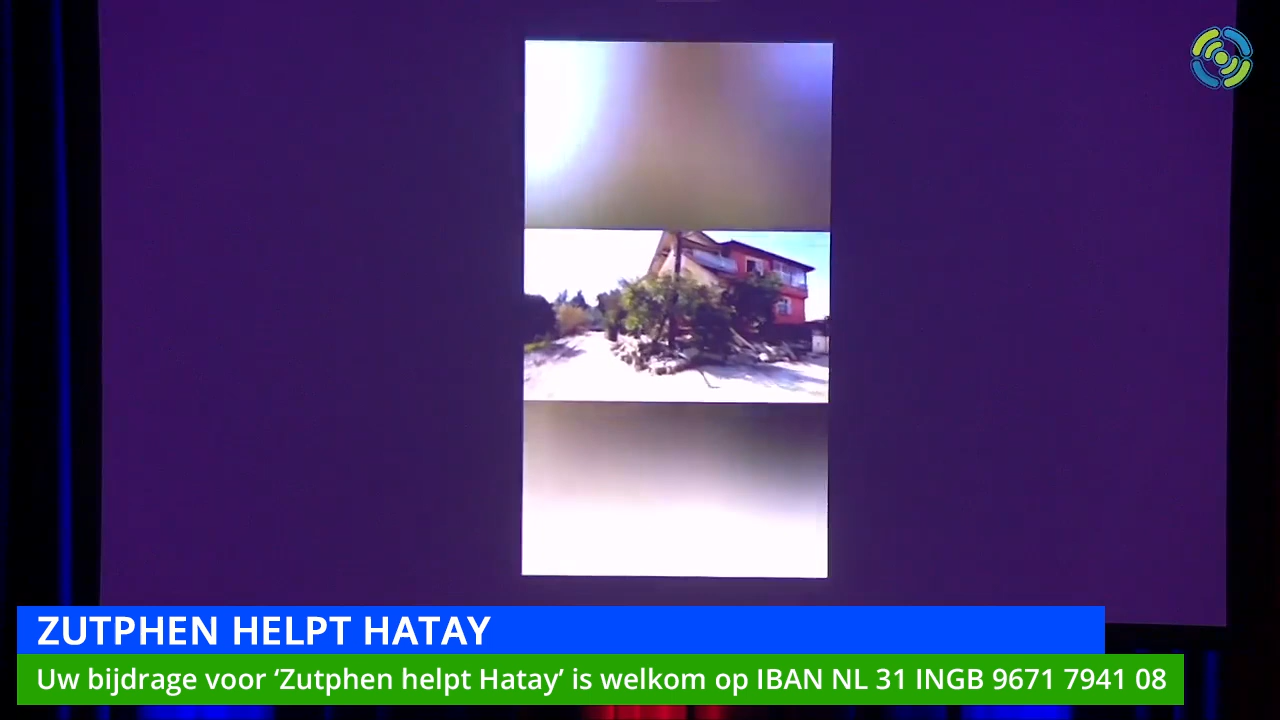 ZUTPHEN HELPT HATAY
Uw bijdrage voor ‘Zutphen helpt Hatay’ is welkom op IBAN NL 31 INGB 9671 7941 08